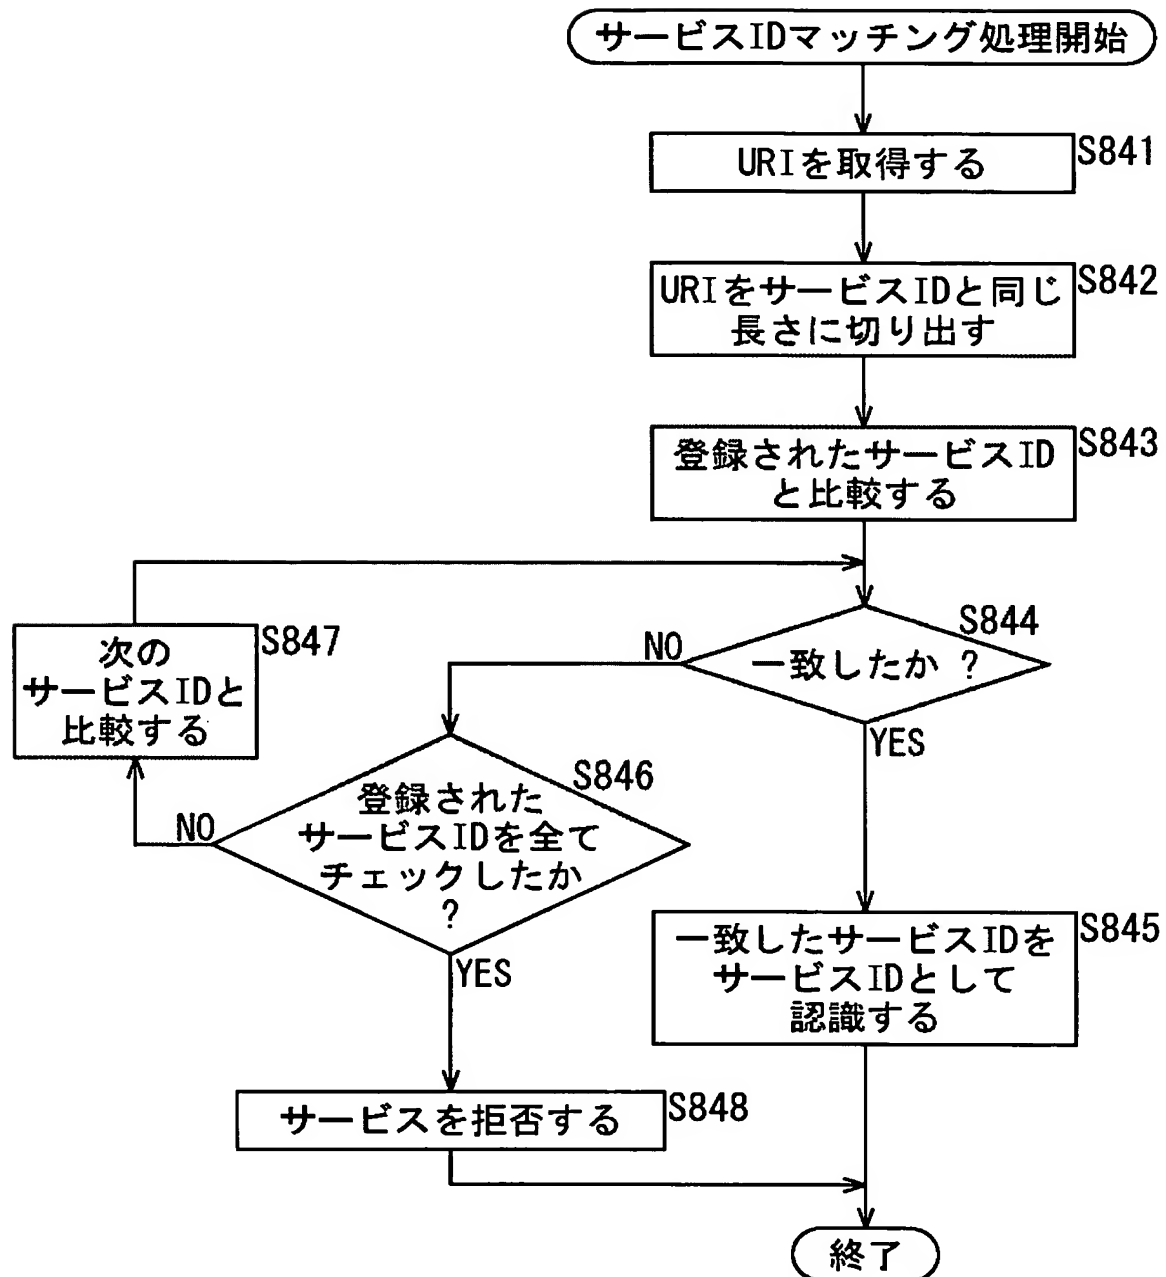 サービスIDマッチング処理開始
URIを取得する
S841
URIをサービスIDと同じ
長さに切り出す
S842
登録されたサービスID
と比較する
S843
S844
一致したか ?
NO
YES
次の
サービスIDと
比較する
S847
S846
登録された
サービスIDを全て
チェックしたか
?
NO
YES
一致したサービスIDを
サービスIDとして
認識する
S845
サービスを拒否する
S848
終了